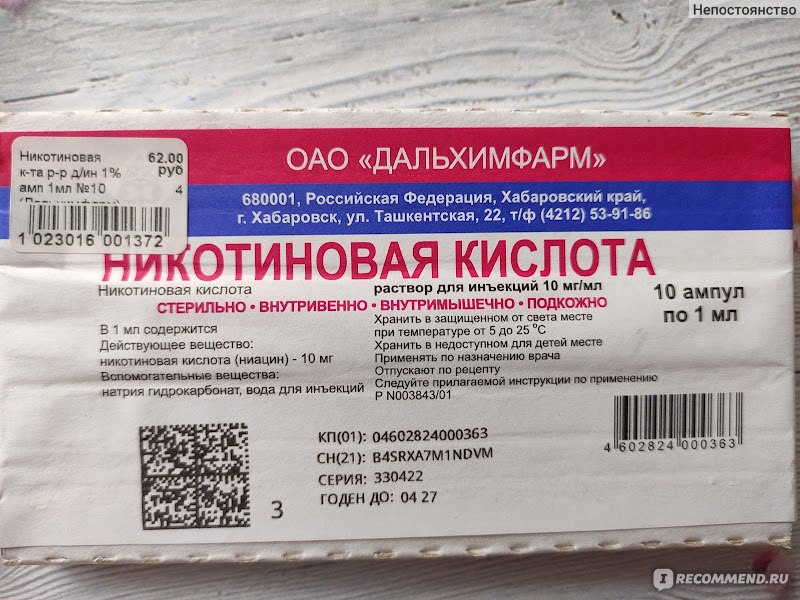 Непостоянство
Никотиновая 62.00
к-та р-р д/ин 1% руб
амп 1мл №10 4
1 023016 001372
ОАО «ДАЛЬХИМФАРМ»
680001, Российская Федерация, Хабаровский край,
г. Хабаровск, ул. Ташкентская, 22, т/ф (4212) 53-91-86
НИКОТИНОВАЯ КИСЛОТА
Никотиновая кислота
раствор для инъекций 10 мг/мл
СТЕРИЛЬНО • ВНУТРИВЕННО • ВНУТРИМЫШЕЧНО • ПОДКОЖНО
10 ампул
по 1 мл
В 1 мл содержится
Действующее вещество:
никотиновая кислота (ниацин) - 10 мг
Вспомогательные вещества:
натрия гидрокарбонат, вода для инъекций
Хранить в защищенном от света месте
при температуре от 5 до 25 °С
Хранить в недоступном для детей месте
Применять по назначению врача
Отпускают по рецепту
Следуйте прилагаемой инструкции по применению
Р N003843/01
4 602824 000363
КП(01): 04602824000363
СН(21): B4SRXA7M1NDVM
СЕРИЯ: 330422
ГОДЕН ДО: 04 27
3
IRECOMMEND.RU